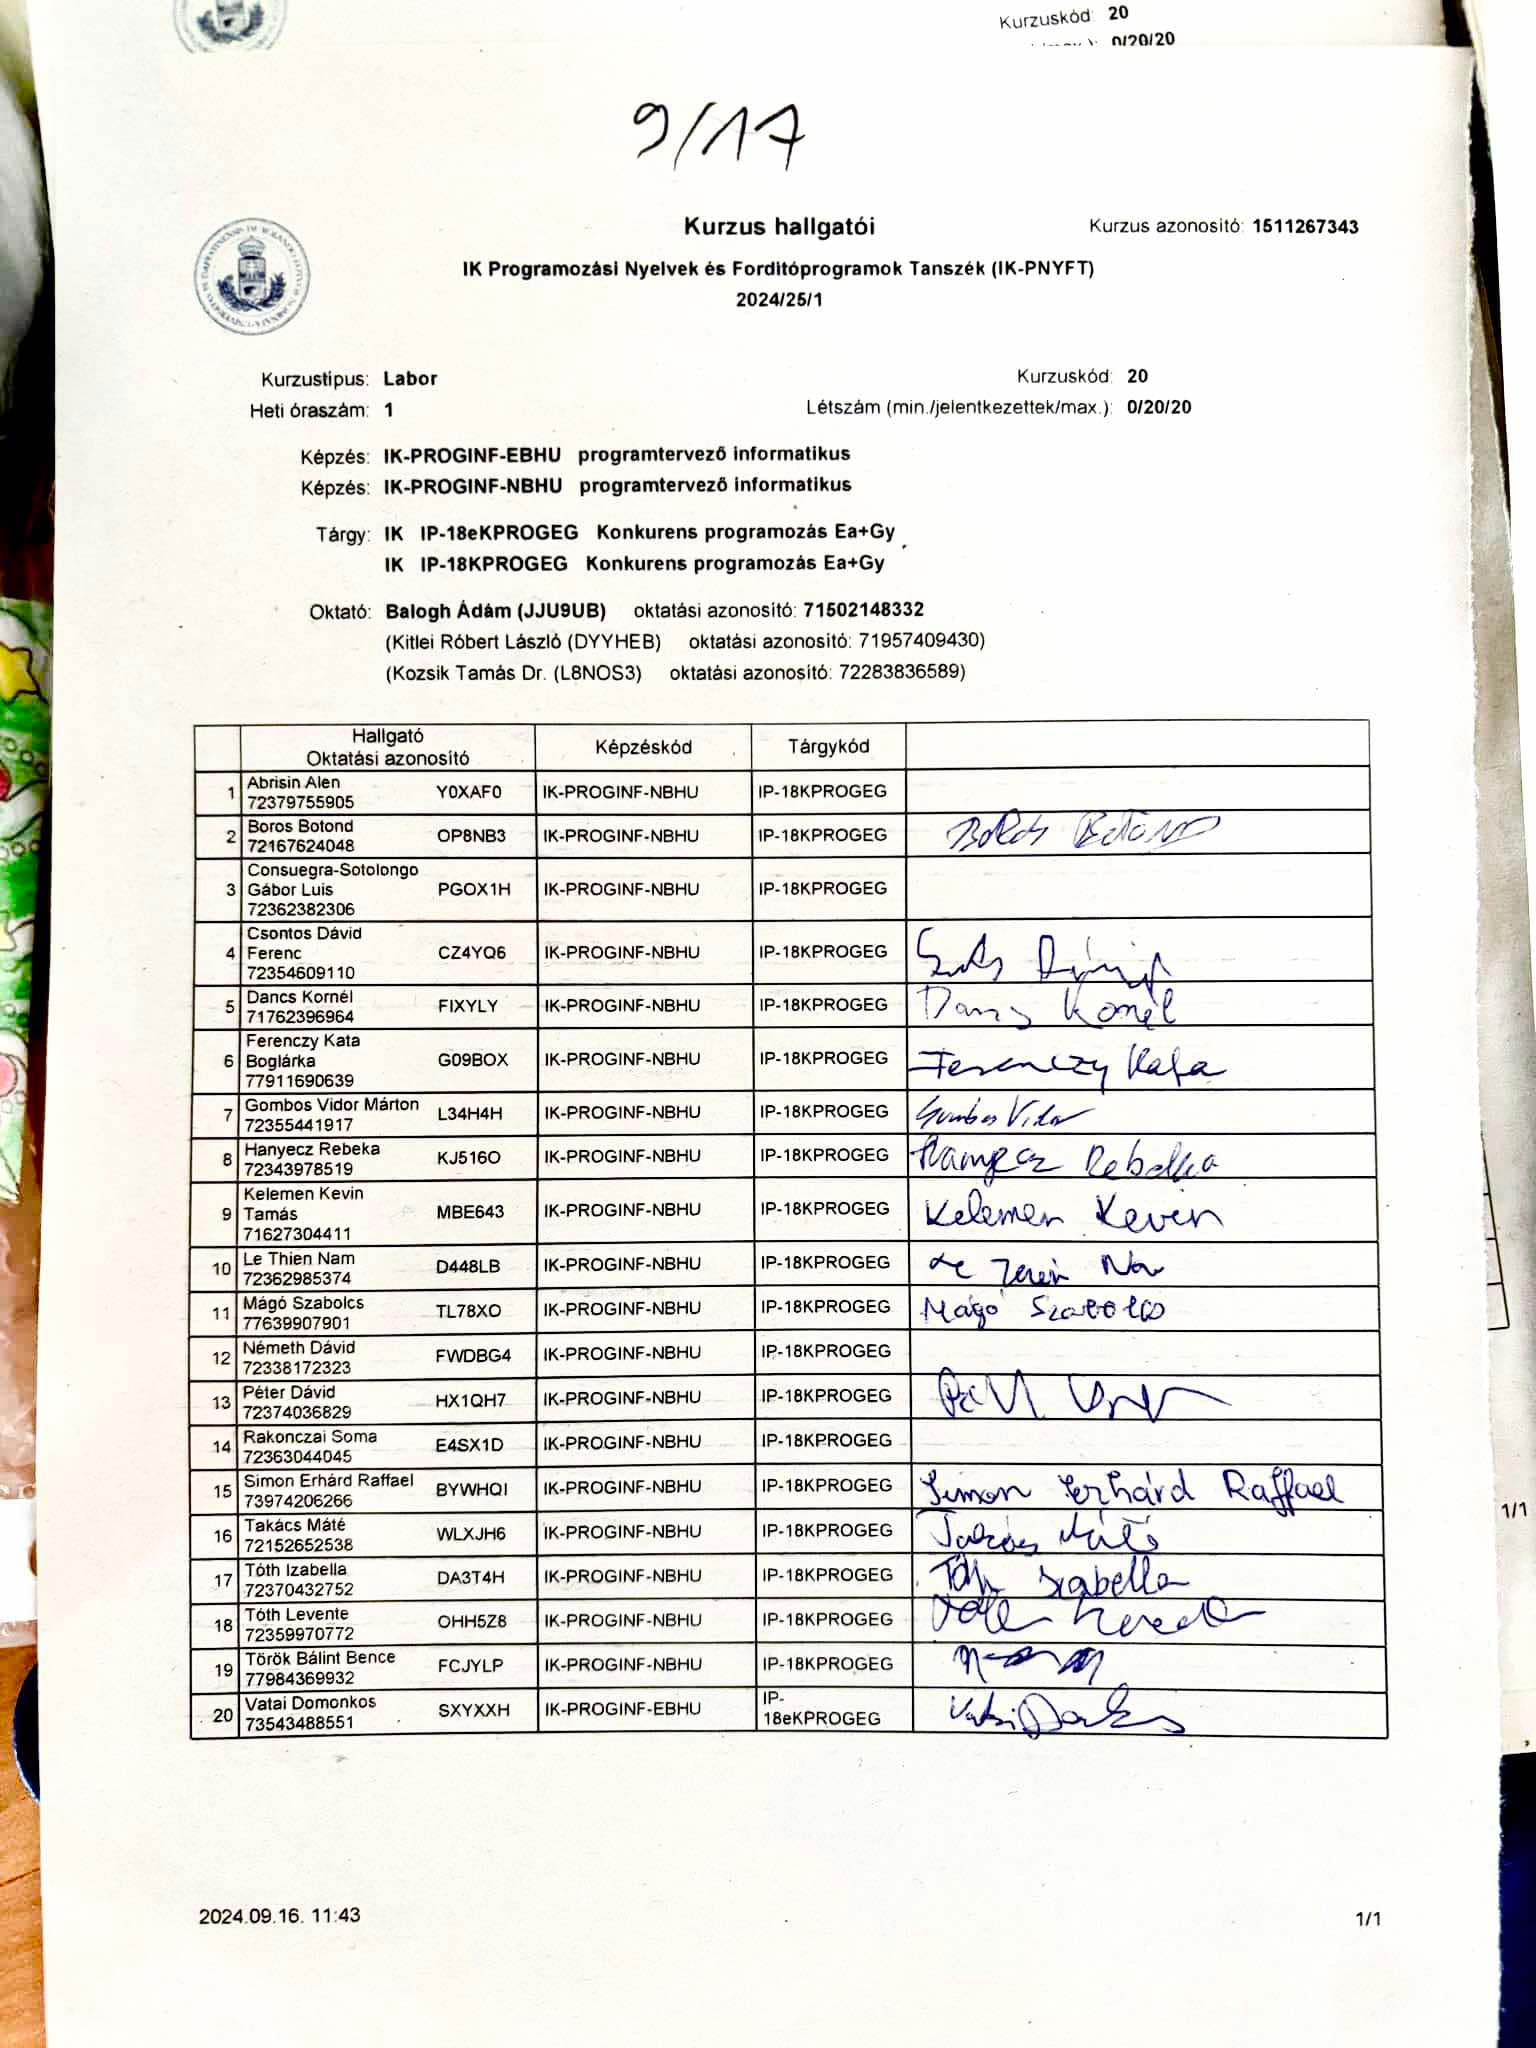 Kurzuskód: 20
0/20/20
9/17
Kurzus hallgatói
Kurzus azonosító: 1511267343
IK Programozási Nyelvek és Fordítóprogramok Tanszék (IK-PNYFT)
2024/25/1
Kurzustípus: Labor
Kurzuskód: 20
Heti óraszám: 1
Létszám (min./jelentkezettek/max.): 0/20/20
Képzés: IK-PROGINF-EBHU programtervező informatikus
Képzés: IK-PROGINF-NBHU programtervező informatikus
Tárgy: IK IP-18eKPROGEG Konkurens programozás Ea+Gy
IK IP-18KPROGEG Konkurens programozás Ea+Gy
Oktató: Balogh Ádám (JJU9UB) oktatási azonosító: 71502148332
(Kitlei Róbert László (DYYHEB) oktatási azonosító: 71957409430)
(Kozsik Tamás Dr. (L8NOS3) oktatási azonosító: 72283836589)
Hallgató
Oktatási azonosító Képzéskód Tárgykód
1 Abrisin Alen Y0XAF0 IK-PROGINF-NBHU IP-18KPROGEG
72379755905
2 Boros Botond OP8NB3 IK-PROGINF-NBHU IP-18KPROGEG Boros Botond
72167624048
Consuegra-Sotolongo
3 Gábor Luis PGOX1H IK-PROGINF-NBHU IP-18KPROGEG
72362382306
Csontos Dávid
4 Ferenc CZ4YQ6 IK-PROGINF-NBHU IP-18KPROGEG
72354609110
5 Dancs Kornél FIXYLY IK-PROGINF-NBHU IP-18KPROGEG Dancs Kornél
71762396964
Ferenczy Kata
6 Boglárka G09BOX IK-PROGINF-NBHU IP-18KPROGEG Ferenczy Kata
77911690639
7 Gombos Vidor Márton L34H4H IK-PROGINF-NBHU IP-18KPROGEG Gombos Vidor
72355441917
8 Hanyecz Rebeka KJ516O IK-PROGINF-NBHU IP-18KPROGEG Hanyecz Rebeka
72343978519
Kelemen Kevin
9 Tamás MBE643 IK-PROGINF-NBHU IP-18KPROGEG Kelemen Kevin
71627304411
10 Le Thien Nam D448LB IK-PROGINF-NBHU IP-18KPROGEG Le Thien Nam
72362985374
11 Mágó Szabolcs TL78XO IK-PROGINF-NBHU IP-18KPROGEG Mágó Szabolcs
77639907901
12 Németh Dávid FWDBG4 IK-PROGINF-NBHU IP-18KPROGEG
72338172323
13 Péter Dávid HX1QH7 IK-PROGINF-NBHU IP-18KPROGEG
72374036829
14 Rakonczai Soma E4SX1D IK-PROGINF-NBHU IP-18KPROGEG
72363044045
15 Simon Erhárd Raffael BYWHQI IK-PROGINF-NBHU IP-18KPROGEG Simon Erhárd Raffael
73974206266
16 Takács Máté WLXJH6 IK-PROGINF-NBHU IP-18KPROGEG Takács Máté
72152652538
17 Tóth Izabella DA3T4H IK-PROGINF-NBHU IP-18KPROGEG Tóth Izabella
72370432752
18 Tóth Levente OHH5Z8 IK-PROGINF-NBHU IP-18KPROGEG Tóth Levente
72359970772
19 Török Bálint Bence FCJYLP IK-PROGINF-NBHU IP-18KPROGEG
77984369932
20 Vatai Domonkos SXYXXH IK-PROGINF-EBHU IP-
73543488551 18eKPROGEG Vatai Domonkos
2024.09.16. 11:43
1/1
1/1